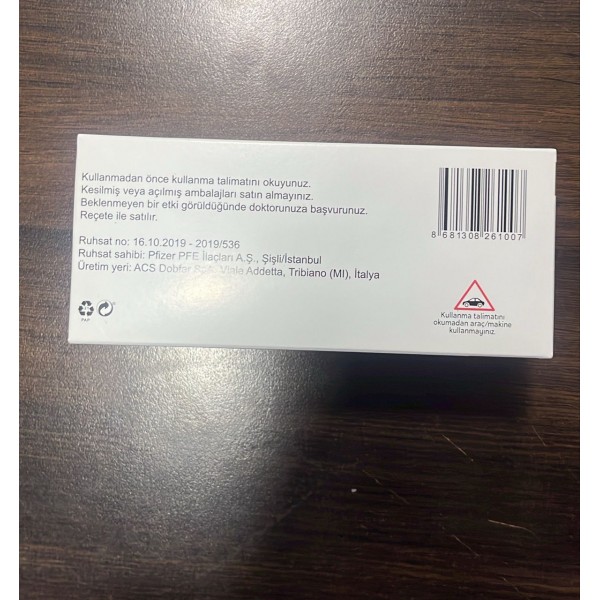 Kullanmadan önce kullanma talimatını okuyunuz.
Kesilmiş veya açılmış ambalajları satın almayınız.
Beklenmeyen bir etki görüldüğünde doktorunuza başvurunuz.
Reçete ile satılır.
Ruhsat no: 16.10.2019 - 2019/536
Ruhsat sahibi: Pfizer PFE İlaçları A.Ş., Şişli/İstanbul
Üretim yeri: ACS Dobfar S.p.A. Viale Addetta, Tribiano (MI), İtalya
PAP
8 681308 261007
Kullanma talimatını
okumadan araç/makine
kullanmayınız.